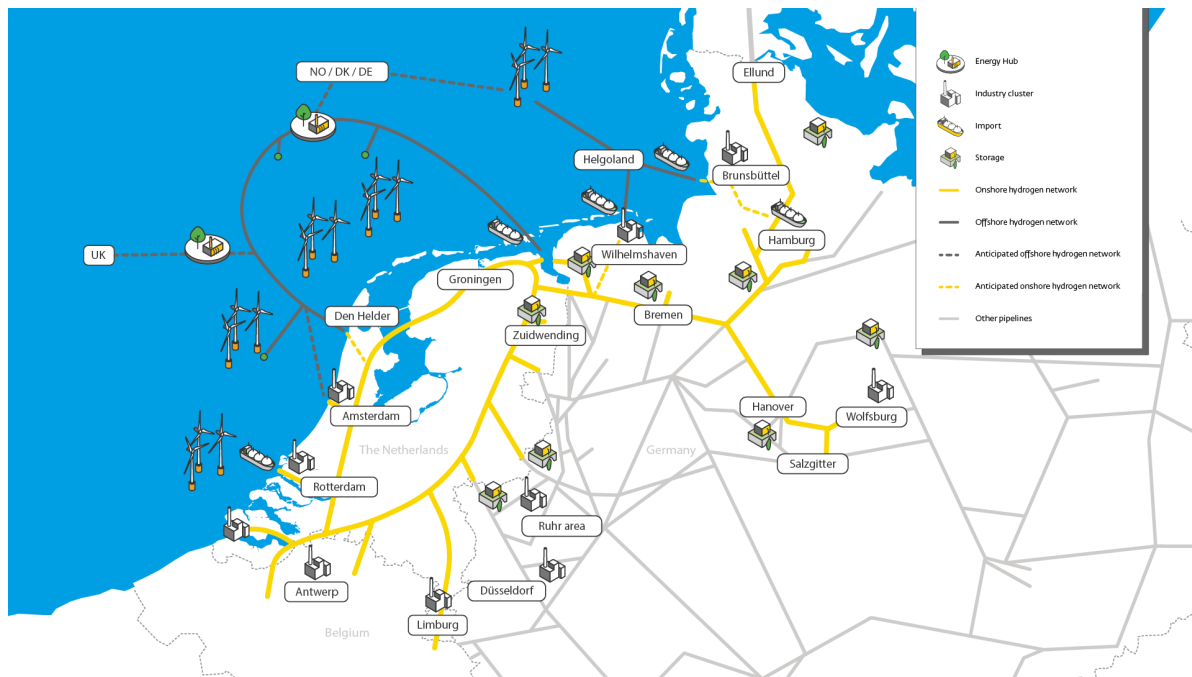 NO / DK / DE
Ellund
Energy Hub
Industry cluster
Import
Storage
Onshore hydrogen network
Offshore hydrogen network
Anticipated offshore hydrogen network
Anticipated onshore hydrogen network
Other pipelines
Helgoland
Brunsbüttel
UK
Wilhelmshaven
Hamburg
Groningen
Den Helder
Zuidwending
Bremen
Amsterdam
Hanover
Wolfsburg
The Netherlands
Germany
Salzgitter
Rotterdam
Ruhr area
Antwerp
Düsseldorf
Belgium
Limburg